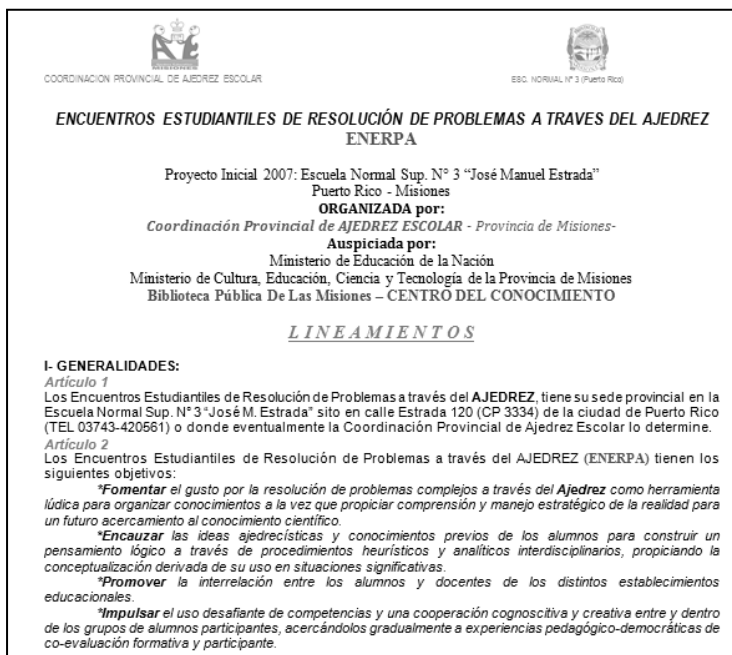 MISIONES
COORDINACION PROVINCIAL DE AJEDREZ ESCOLAR
ESC. NORMAL Nº 3 (Puerto Rico)
ENCUENTROS ESTUDIANTILES DE RESOLUCIÓN DE PROBLEMAS A TRAVES DEL AJEDREZ
ENERPA
Proyecto Inicial 2007: Escuela Normal Sup. N° 3 “José Manuel Estrada”
Puerto Rico - Misiones
ORGANIZADA por:
Coordinación Provincial de AJEDREZ ESCOLAR - Provincia de Misiones-
Auspiciada por:
Ministerio de Educación de la Nación
Ministerio de Cultura, Educación, Ciencia y Tecnología de la Provincia de Misiones
Biblioteca Pública De Las Misiones – CENTRO DEL CONOCIMIENTO
L I N E A M I E N T O S
I- GENERALIDADES:
Artículo 1
Los Encuentros Estudiantiles de Resolución de Problemas a través del AJEDREZ, tiene su sede provincial en la
Escuela Normal Sup. N° 3 “José M. Estrada” sito en calle Estrada 120 (CP 3334) de la ciudad de Puerto Rico
(TEL 03743-420561) o donde eventualmente la Coordinación Provincial de Ajedrez Escolar lo determine.
Artículo 2
Los Encuentros Estudiantiles de Resolución de Problemas a través del AJEDREZ (ENERPA) tienen los
siguientes objetivos:
*Fomentar el gusto por la resolución de problemas complejos a través del Ajedrez como herramienta
lúdica para organizar conocimientos a la vez que propiciar comprensión y manejo estratégico de la realidad para
un futuro acercamiento al conocimiento científico.
*Encauzar las ideas ajedrecísticas y conocimientos previos de los alumnos para construir un
pensamiento lógico a través de procedimientos heurísticos y analíticos interdisciplinarios, propiciando la
conceptualización derivada de su uso en situaciones significativas.
*Promover la interrelación entre los alumnos y docentes de los distintos establecimientos
educacionales.
*Impulsar el uso desafiante de competencias y una cooperación cognoscitiva y creativa entre y dentro
de los grupos de alumnos participantes, acercándolos gradualmente a experiencias pedagógico-democráticas de
co-evaluación formativa y participante.